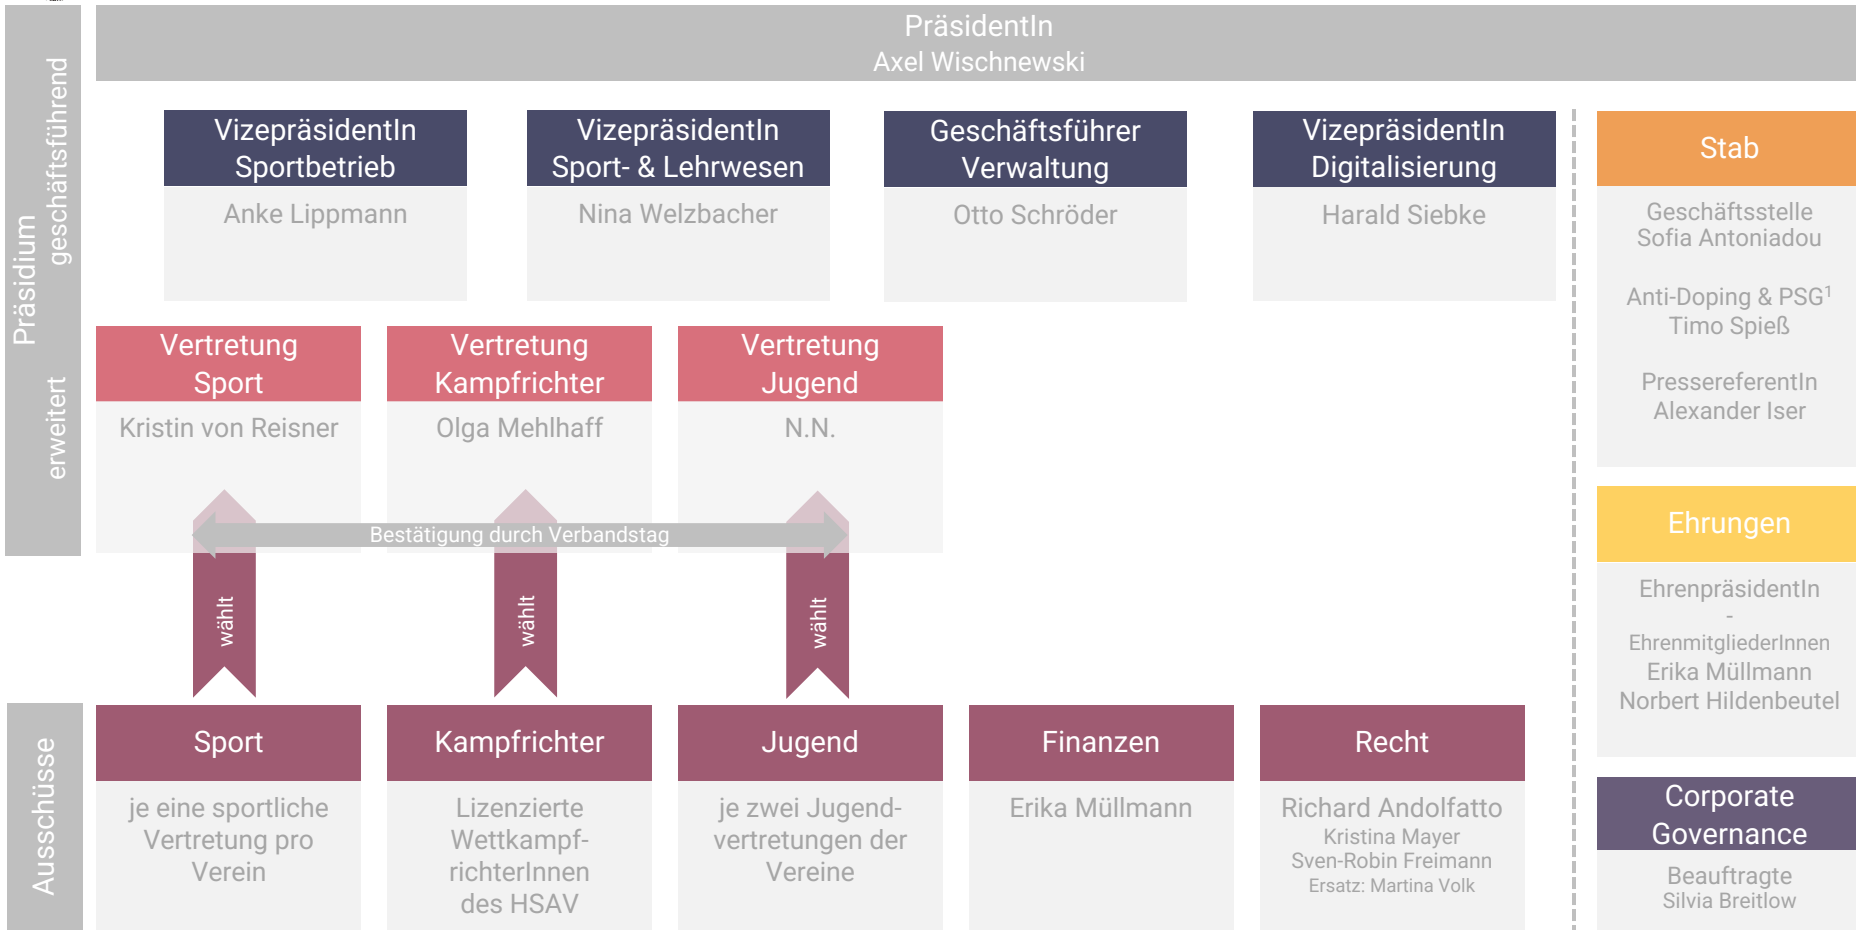 PräsidentIn
Axel Wischnewski
Präsidium
geschäftsführend
erweitert
VizepräsidentIn
Sportbetrieb
Anke Lippmann
VizepräsidentIn
Sport- & Lehrwesen
Nina Welzbacher
Geschäftsführer
Verwaltung
Otto Schröder
VizepräsidentIn
Digitalisierung
Harald Siebke
Vertretung
Sport
Kristin von Reisner
Vertretung
Kampfrichter
Olga Mehlhaff
Vertretung
Jugend
N.N.
Bestätigung durch Verbandstag
wählt
wählt
wählt
Ausschüsse
Sport
je eine sportliche
Vertretung pro
Verein
Kampfrichter
Lizenzierte
Wettkampf-
richterInnen
des HSAV
Jugend
je zwei Jugend-
vertretungen der
Vereine
Finanzen
Erika Müllmann
Recht
Richard Andolfatto
Kristina Mayer
Sven-Robin Freimann
Ersatz: Martina Volk
Stab
Geschäftsstelle
Sofia Antoniadou
Anti-Doping & PSG¹
Timo Spieß
PressereferentIn
Alexander Iser
Ehrungen
EhrenpräsidentIn
-
EhrenmitgliederInnen
Erika Müllmann
Norbert Hildenbeutel
Corporate
Governance
Beauftragte
Silvia Breitlow